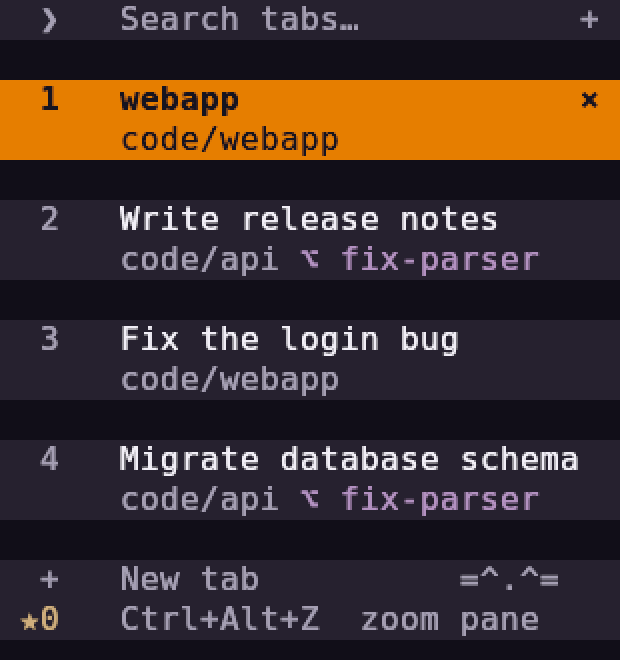 ❯ Search tabs… +
1 webapp ×
code/webapp
2 Write release notes
code/api ⌥ fix-parser
3 Fix the login bug
code/webapp
4 Migrate database schema
code/api ⌥ fix-parser
+ New tab =^.^=
★0 Ctrl+Alt+Z zoom pane